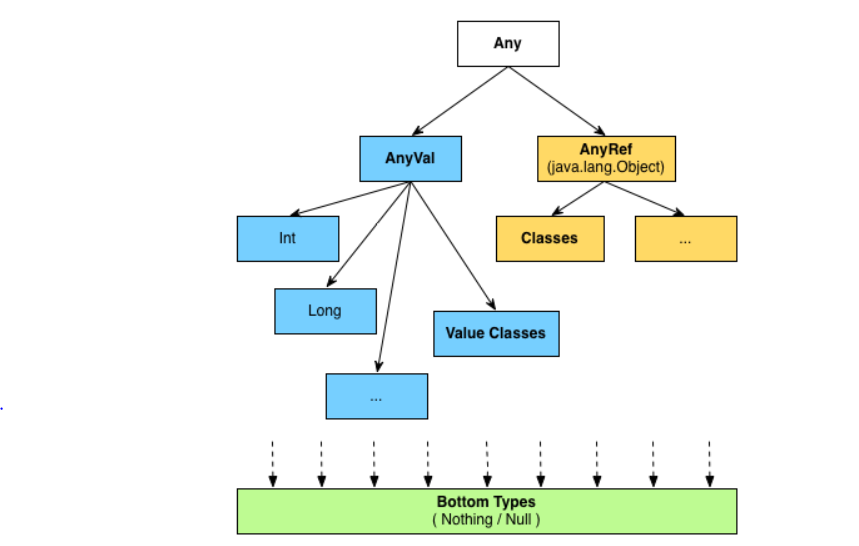 Any
AnyVal
AnyRef
(java.lang.Object)
Int
Classes
...
Long
Value Classes
...
Bottom Types
( Nothing / Null )